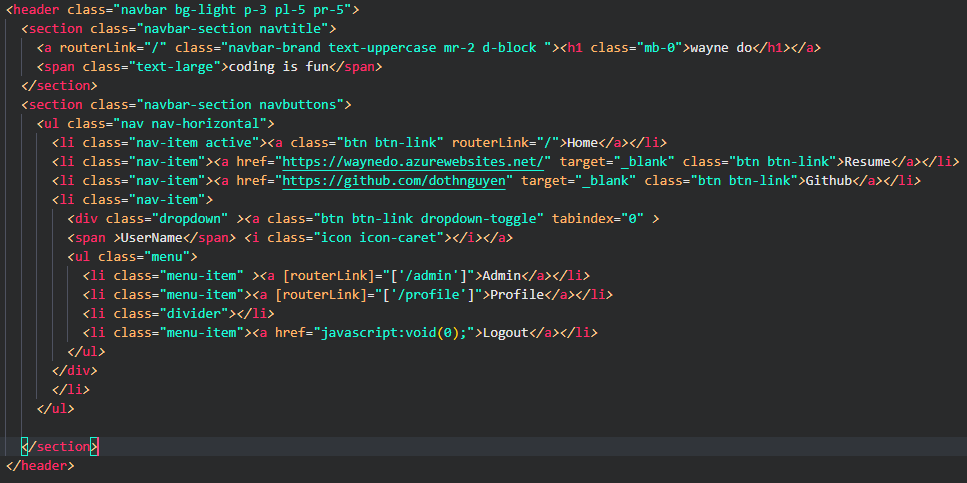 <header class="navbar bg-light p-3 pl-5 pr-5">
  <section class="navbar-section navtitle">
    <a routerLink="/" class="navbar-brand text-uppercase mr-2 d-block "><h1 class="mb-0">wayne do</h1></a>
    <span class="text-large">coding is fun</span>
  </section>
  <section class="navbar-section navbuttons">
    <ul class="nav nav-horizontal">
      <li class="nav-item active"><a class="btn btn-link" routerLink="/">Home</a></li>
      <li class="nav-item"><a href="https://waynedo.azurewebsites.net/" target="_blank" class="btn btn-link">Resume</a></li>
      <li class="nav-item"><a href="https://github.com/dothnguyen" target="_blank" class="btn btn-link">Github</a></li>
      <li class="nav-item">
        <div class="dropdown" ><a class="btn btn-link dropdown-toggle" tabindex="0" >
        <span >UserName</span> <i class="icon icon-caret"></i></a>
        <ul class="menu">
          <li class="menu-item" ><a [routerLink]="['/admin']">Admin</a></li>
          <li class="menu-item"><a [routerLink]="['/profile']">Profile</a></li>
          <li class="divider"></li>
          <li class="menu-item"><a href="javascript:void(0);">Logout</a></li>
        </ul>
      </div>
      </li>
    </ul>

  </section>
</header>